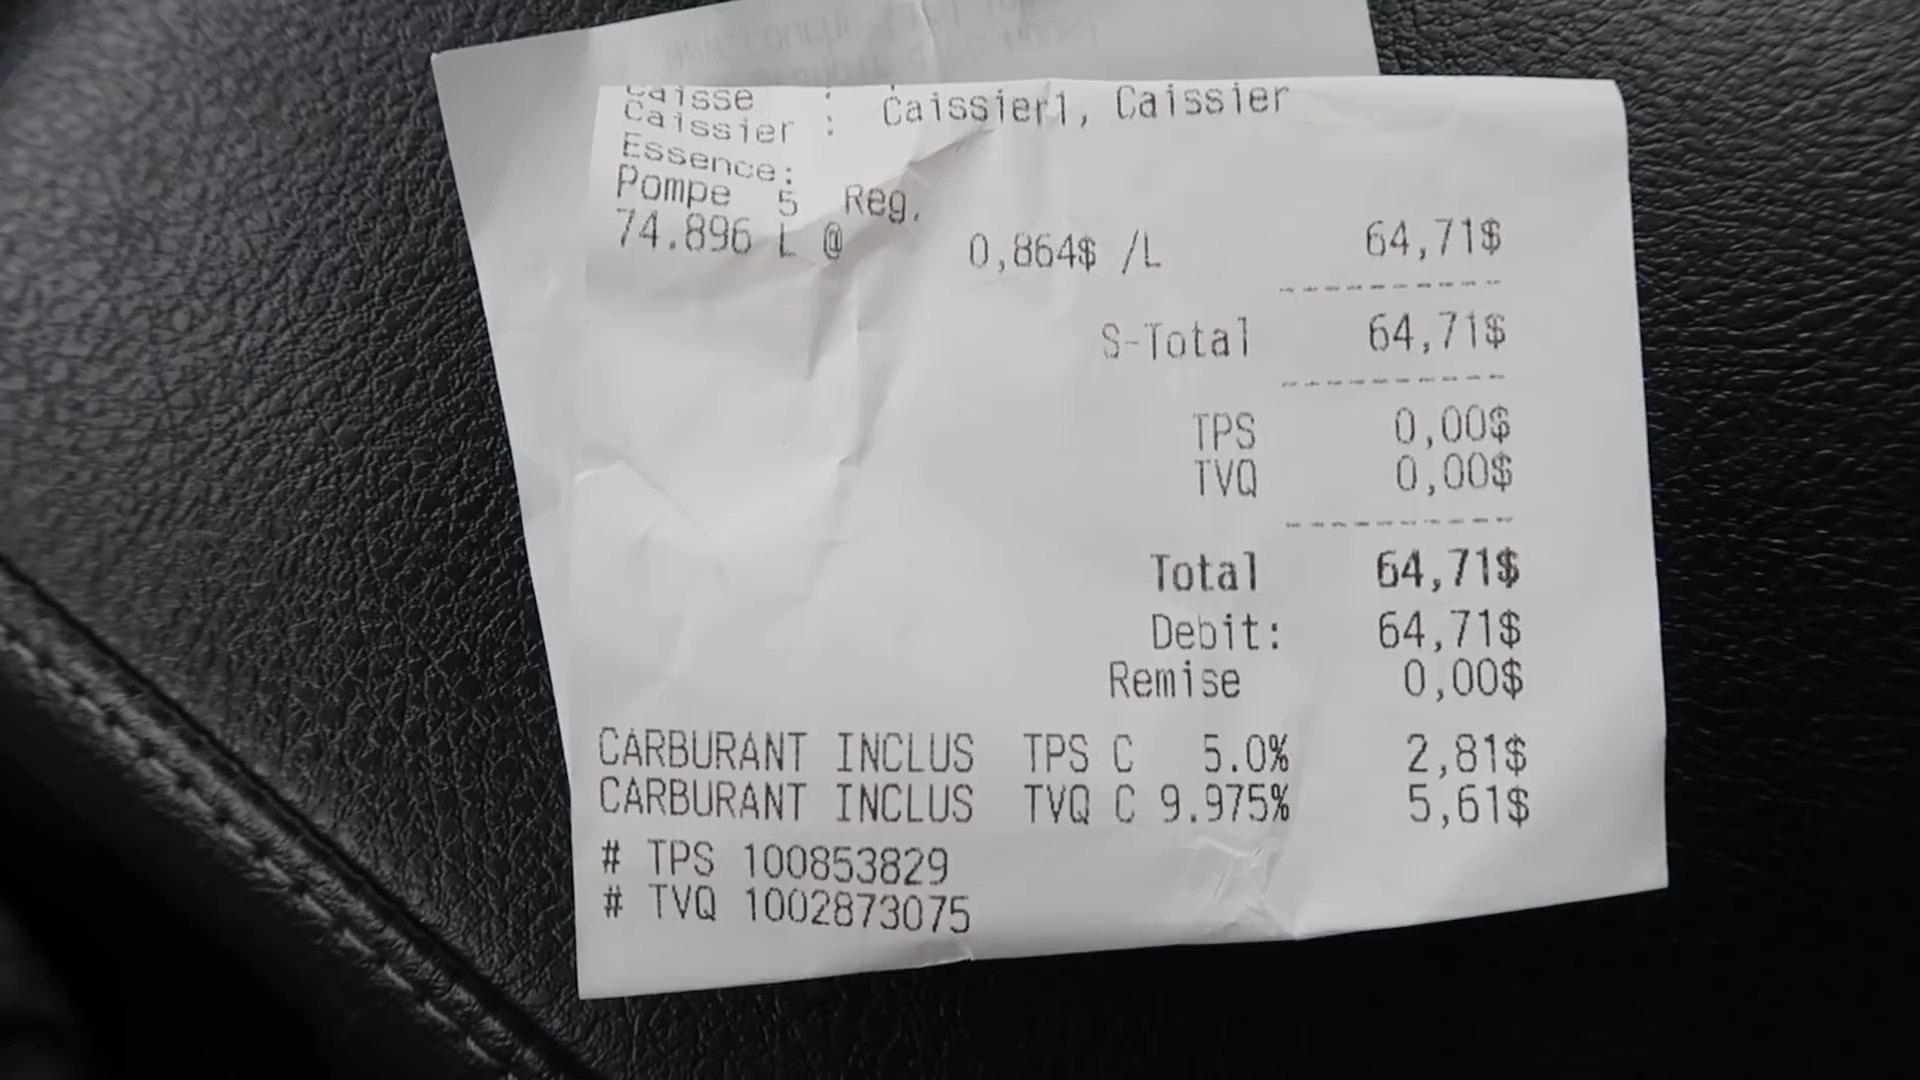 Caisse :
Caissier : Caissier1, Caissier
Essence:
Pompe 5 Reg.
74.896 L @ 0,864$ /L 64,71$
S-Total 64,71$
TPS 0,00$
TVQ 0,00$
Total 64,71$
Debit: 64,71$
Remise 0,00$
CARBURANT INCLUS TPS C 5.0% 2,81$
CARBURANT INCLUS TVQ C 9.975% 5,61$
# TPS 100853829
# TVQ 1002873075